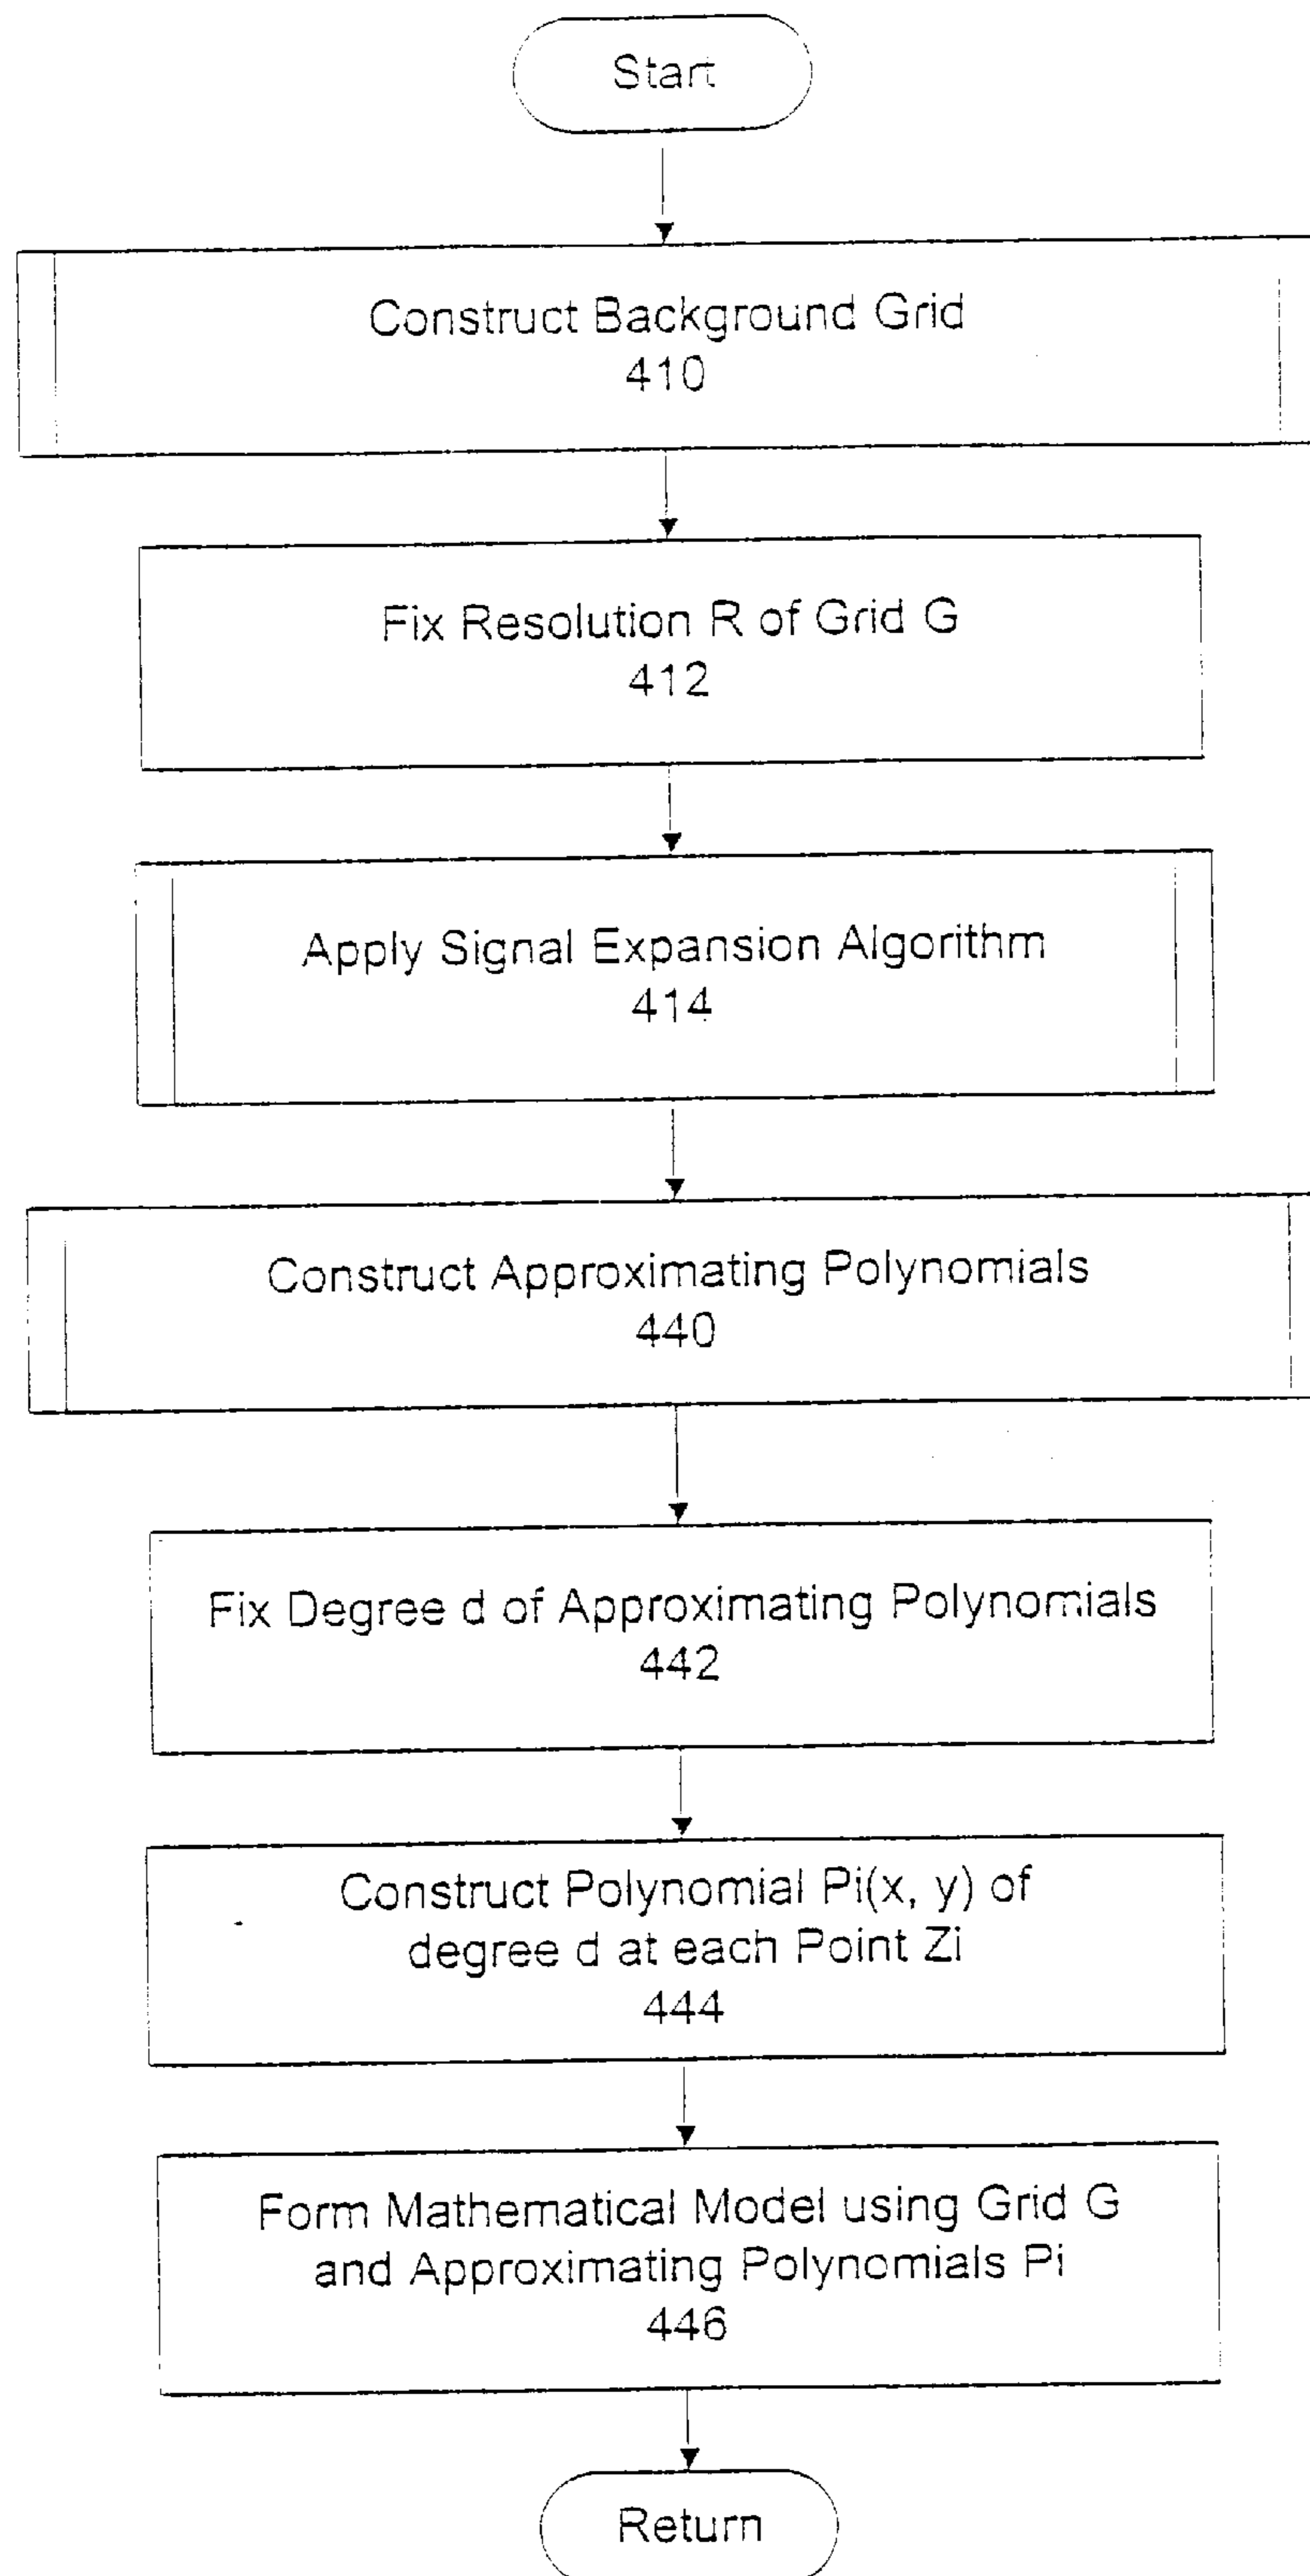 Start
Construct Background Grid
410
Fix Resolution R of Grid G
412
Apply Signal Expansion Algorithm
414
Construct Approximating Polynomials
440
Fix Degree d of Approximating Polynomials
442
Construct Polynomial Pi(x, y) of
degree d at each Point Zi
444
Form Mathematical Model using Grid G
and Approximating Polynomials Pi
446
Return